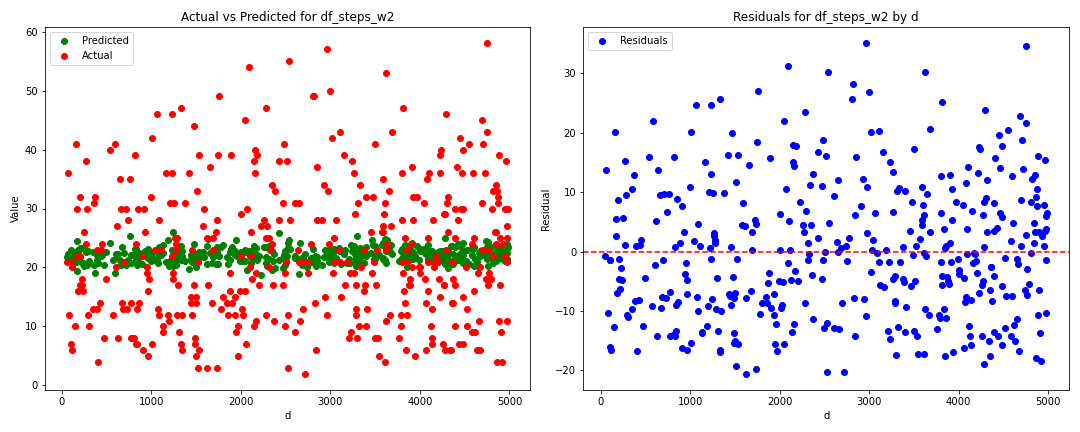 Actual vs Predicted for df_steps_w2
Predicted
Actual
Value
60
50
40
30
20
10
0
0
1000
2000
3000
4000
5000
d
Residuals for df_steps_w2 by d
Residuals
Residual
30
20
10
0
−10
−20
0
1000
2000
3000
4000
5000
d